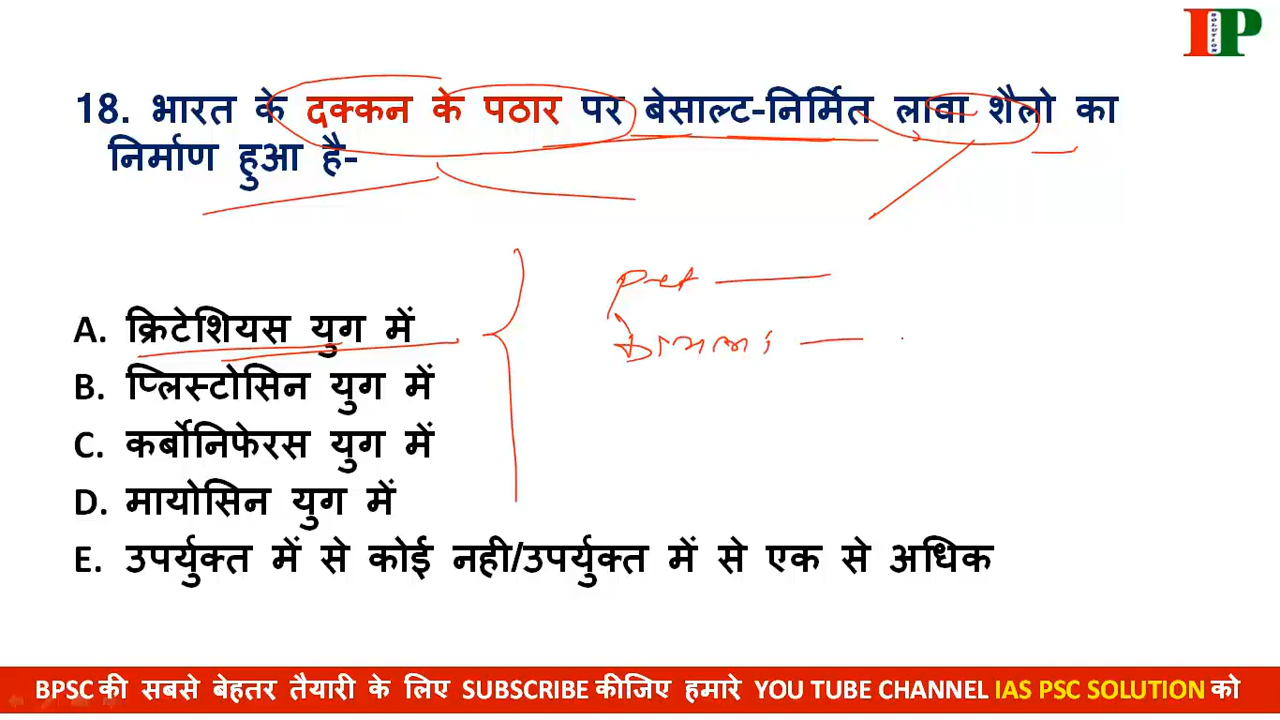 SOLUTION
IP
18. भारत के दक्कन के पठार पर बेसाल्ट-निर्मित लावा शैलो का
निर्माण हुआ है-
A. क्रिटेशियस युग में
B. प्लिस्टोसिन युग में
C. कर्बोनिफेरस युग में
D. मायोसिन युग में
E. उपर्युक्त में से कोई नही/उपर्युक्त में से एक से अधिक
BPSC की सबसे बेहतर तैयारी के लिए SUBSCRIBE कीजिए हमारे YOU TUBE CHANNEL IAS PSC SOLUTION को